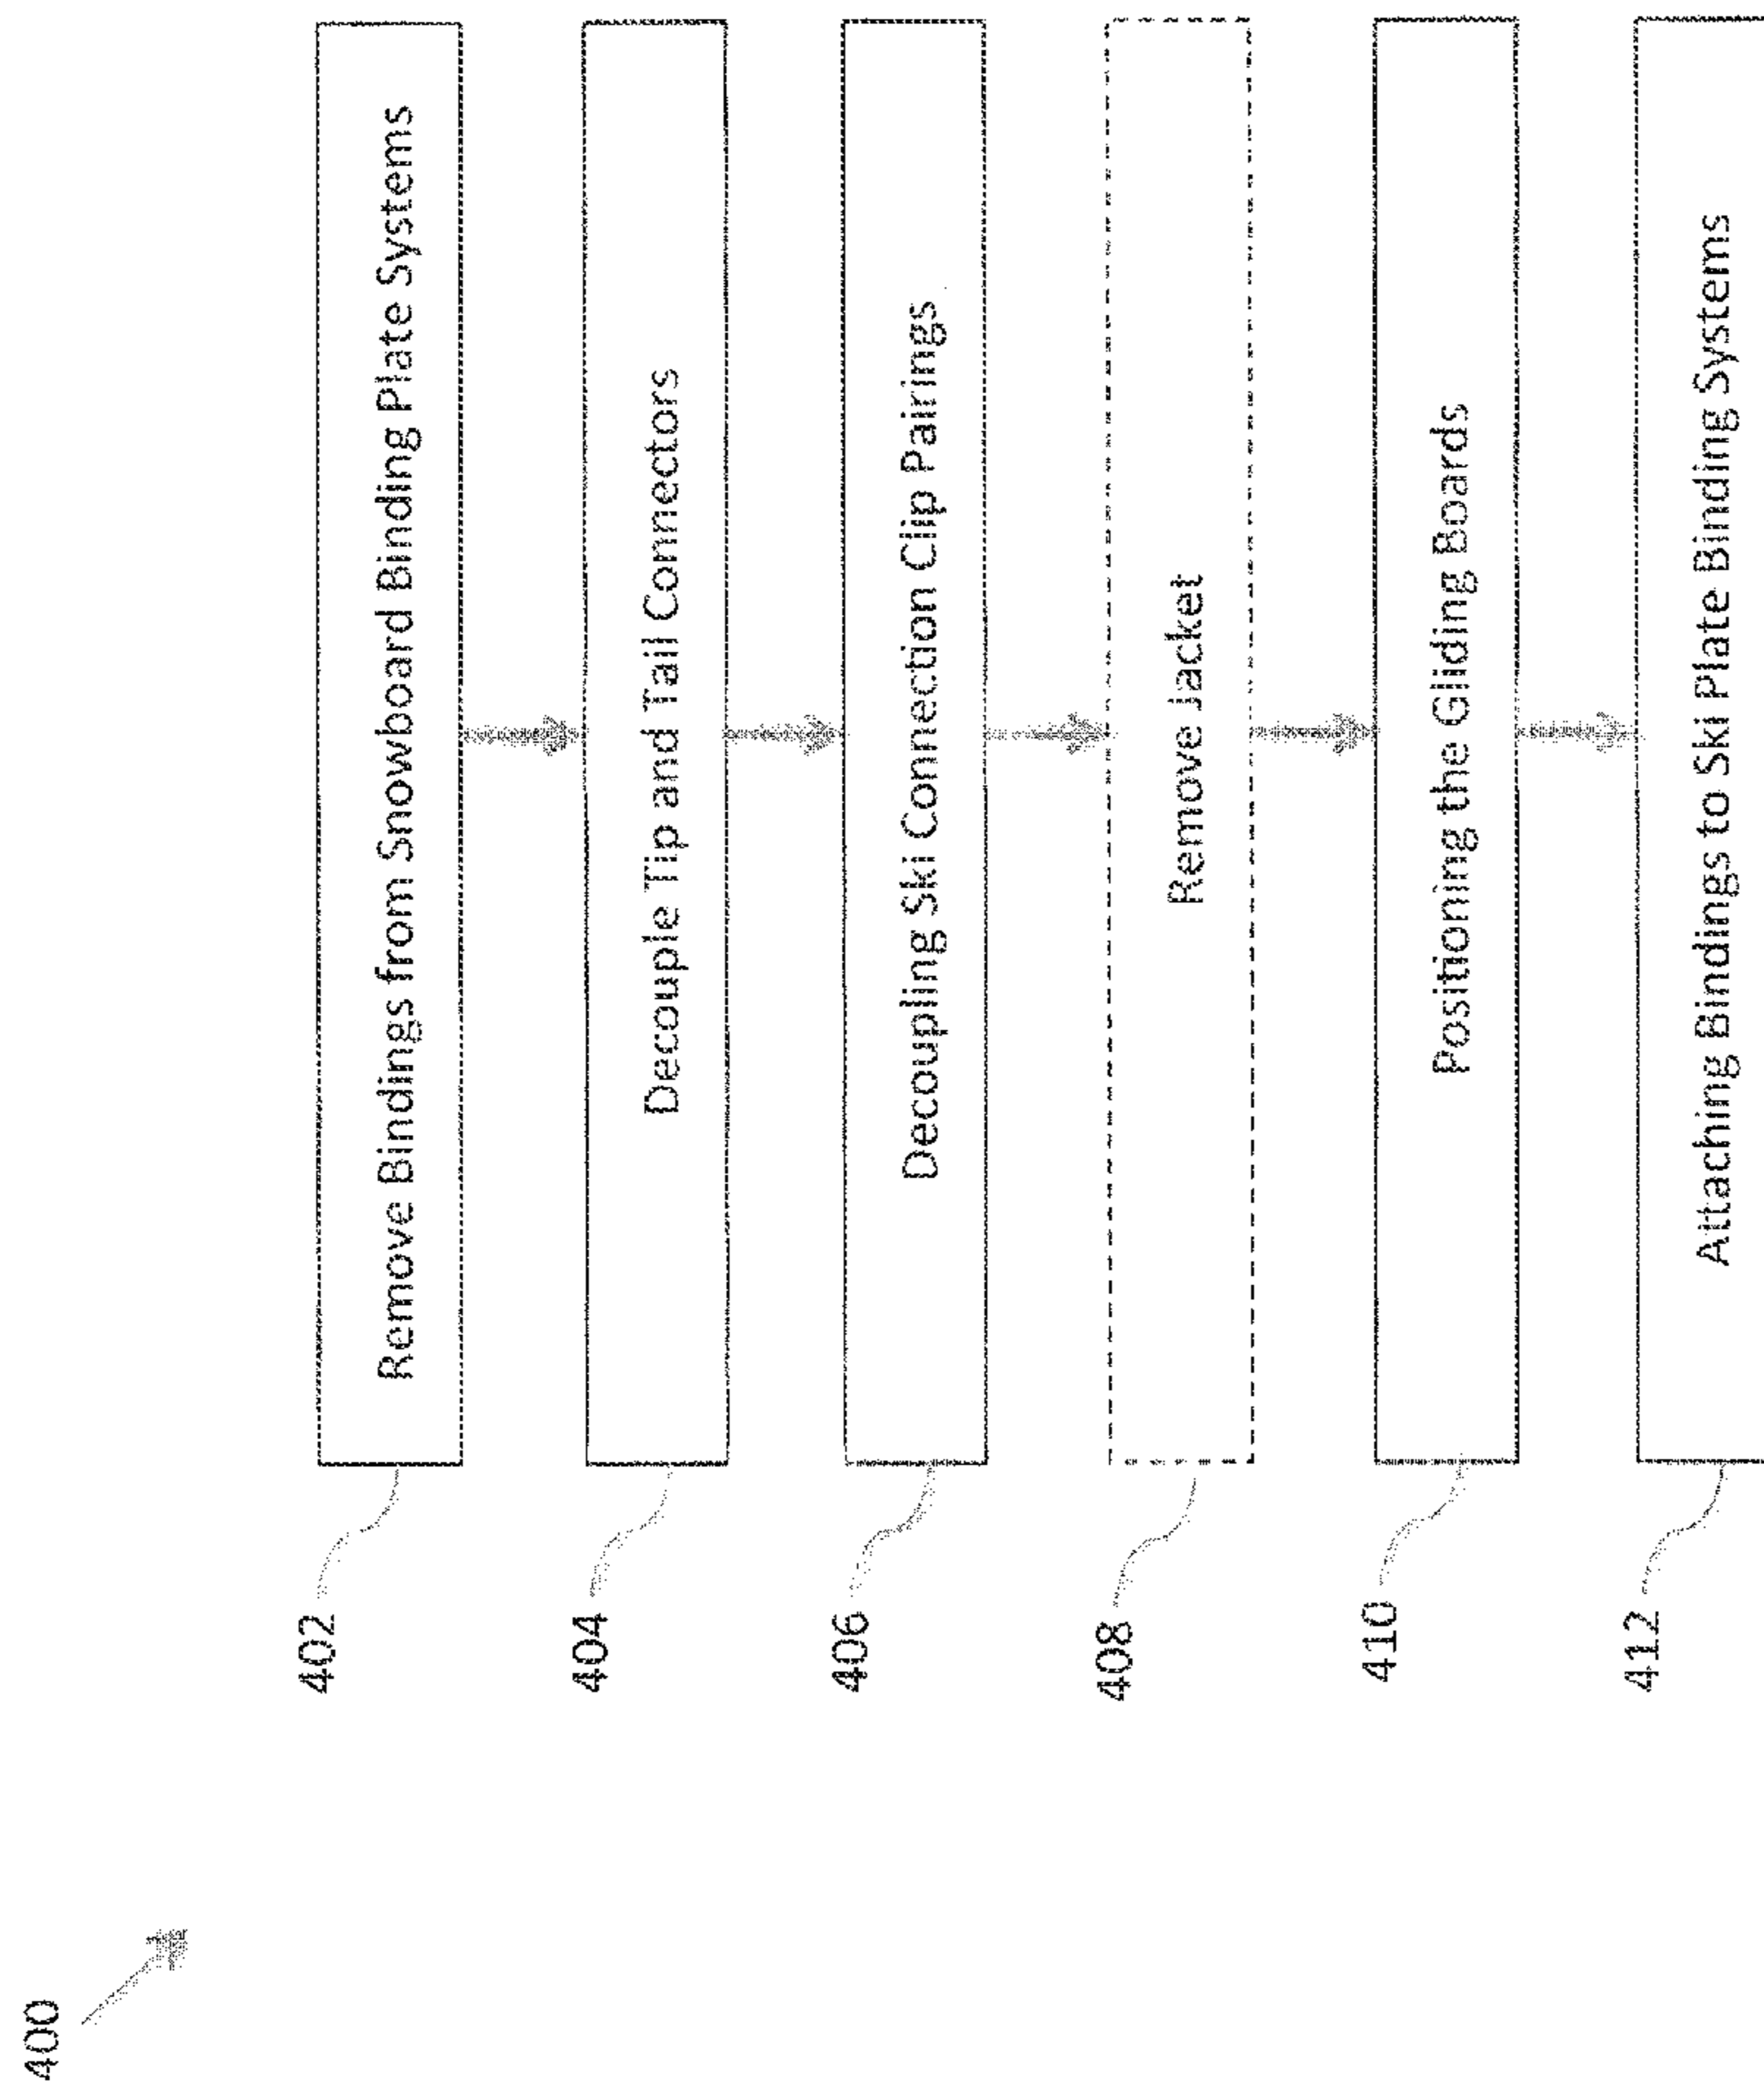 400
402
Remove Bindings from Snowboard Binding Plate Systems
404
Decouple Tip and Tail Connectors
406
Decoupling Ski Connection Clip Pairings
408
Remove Jacket
410
Positioning the Gliding Boards
412
Attaching Bindings to Ski Plate Binding Systems